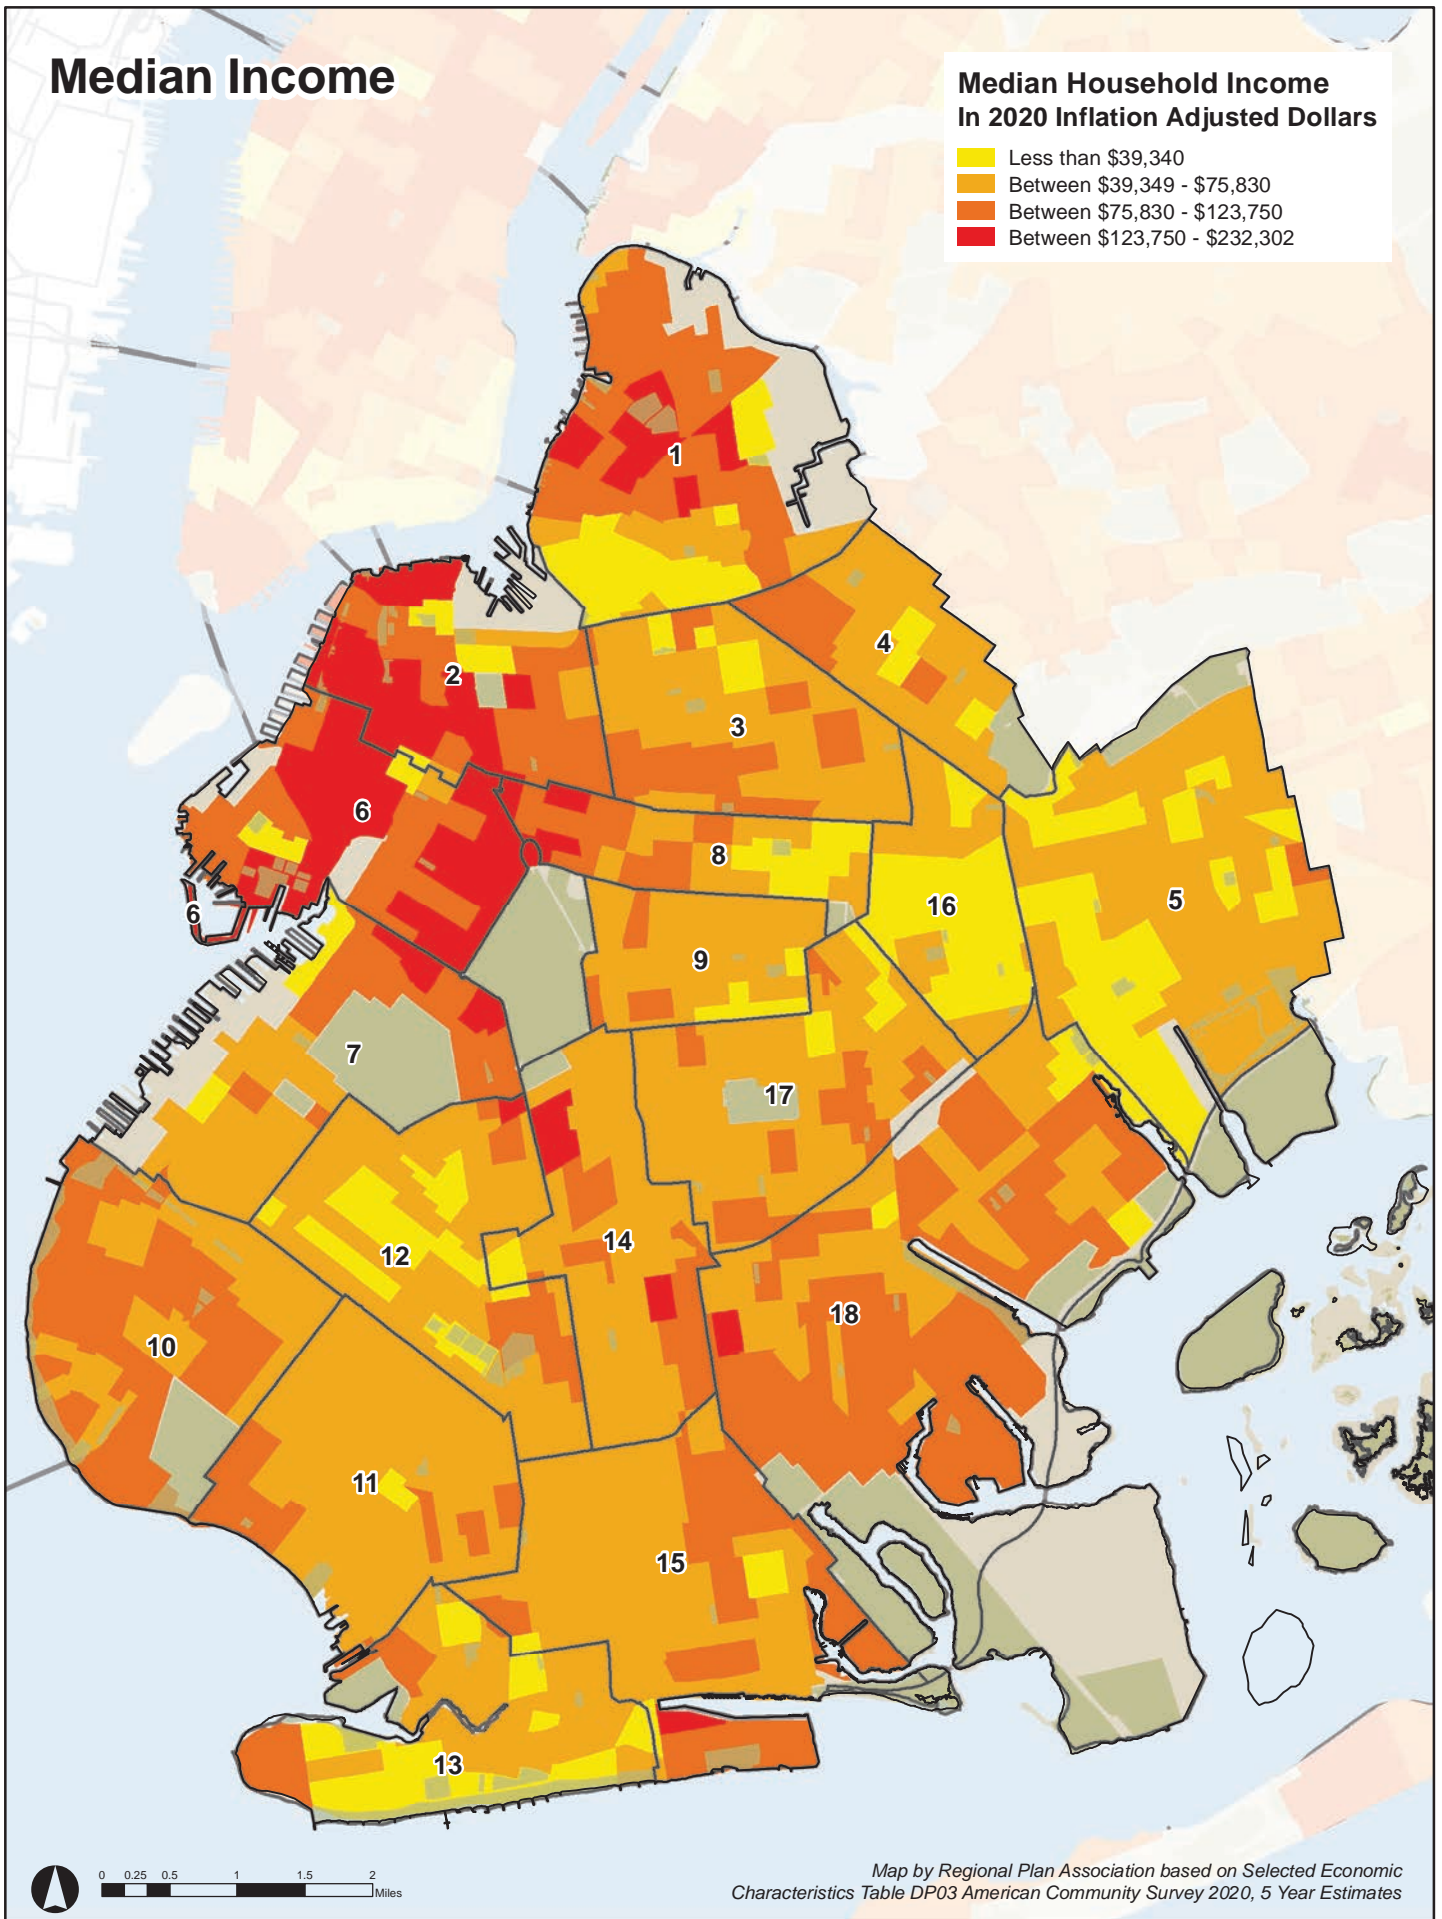 Median Income
Median Household Income
In 2020 Inflation Adjusted Dollars
Less than $39,340
Between $39,349 - $75,830
Between $75,830 - $123,750
Between $123,750 - $232,302
1
4
2
3
6
8
5
16
6
9
7
17
14
12
18
10
11
15
13
0 0.25 0.5 1 1.5 2
Miles
Map by Regional Plan Association based on Selected Economic
Characteristics Table DP03 American Community Survey 2020, 5 Year Estimates